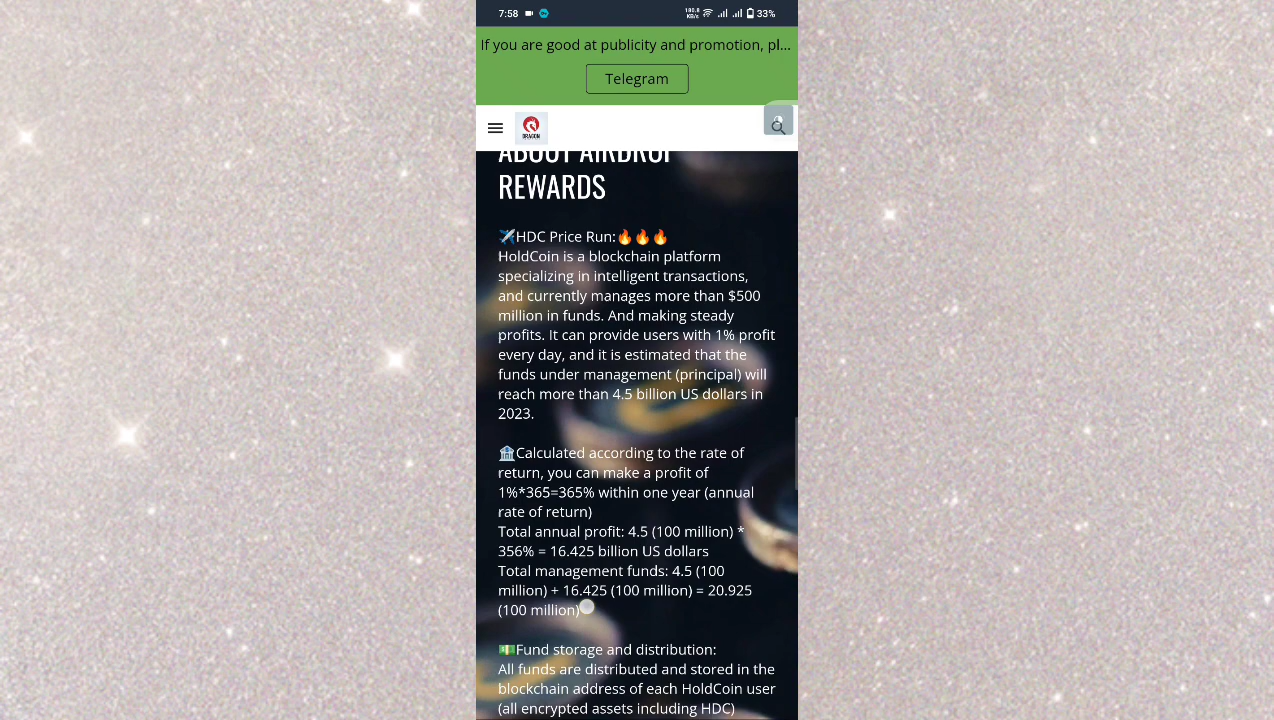 7:58
180.8
KB/s
33%
If you are good at publicity and promotion, pl...
Telegram
DRAGON
ABOUT AIRDROP
REWARDS
✈️HDC Price Run:🔥🔥🔥
HoldCoin is a blockchain platform
specializing in intelligent transactions,
and currently manages more than $500
million in funds. And making steady
profits. It can provide users with 1% profit
every day, and it is estimated that the
funds under management (principal) will
reach more than 4.5 billion US dollars in
2023.
🏦Calculated according to the rate of
return, you can make a profit of
1%*365=365% within one year (annual
rate of return)
Total annual profit: 4.5 (100 million) *
356% = 16.425 billion US dollars
Total management funds: 4.5 (100
million) + 16.425 (100 million) = 20.925
(100 million)
💵Fund storage and distribution:
All funds are distributed and stored in the
blockchain address of each HoldCoin user
(all encrypted assets including HDC)